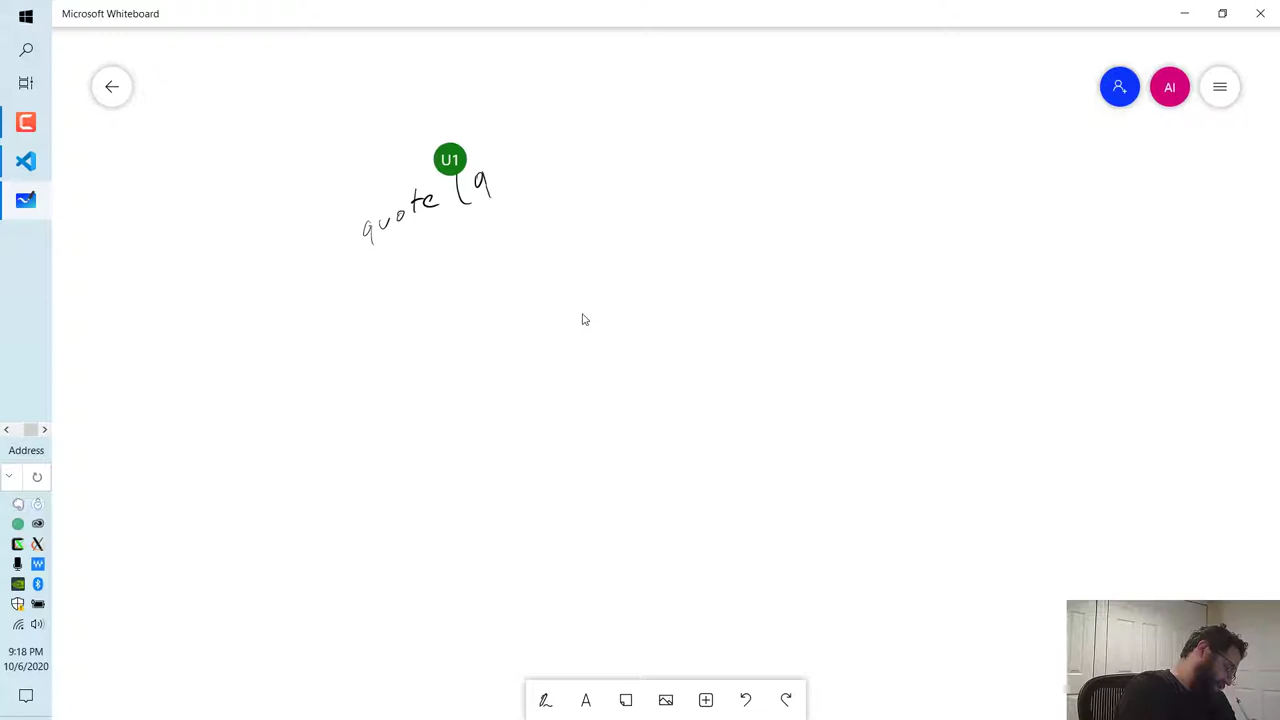 Microsoft Whiteboard
AI
U1
quote (q
Address
9:18 PM
10/6/2020